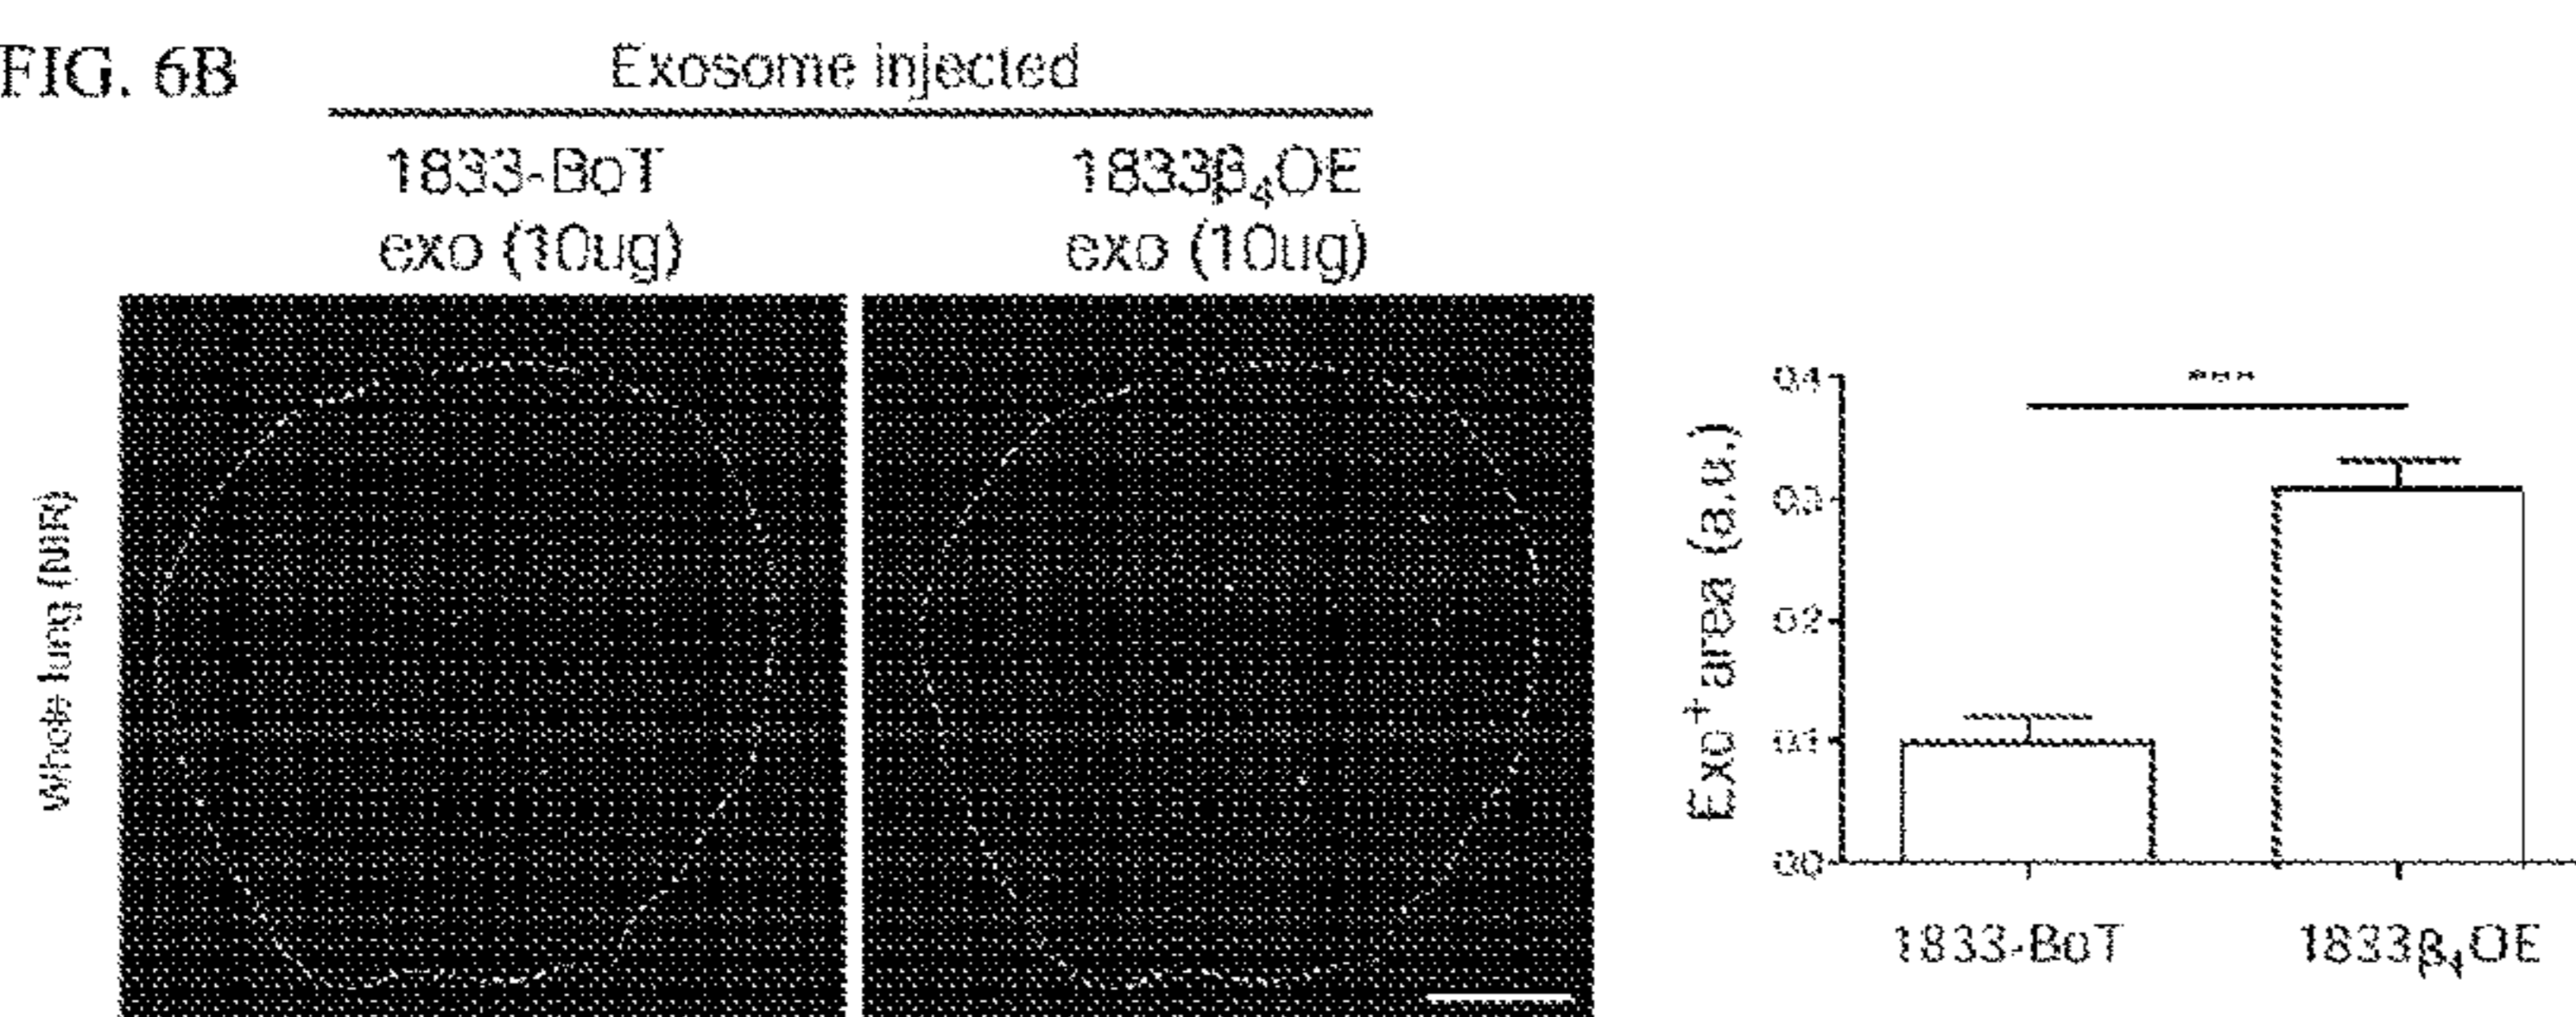 FIG. 6B
Exosome injected
1833-BoT
exo (10ug)
1833β₄OE
exo (10ug)
Whole lung (NIR)
Exo⁺ area (a.u.)
0.4
0.3
0.2
0.1
0.0
***
1833-BoT
1833β₄OE